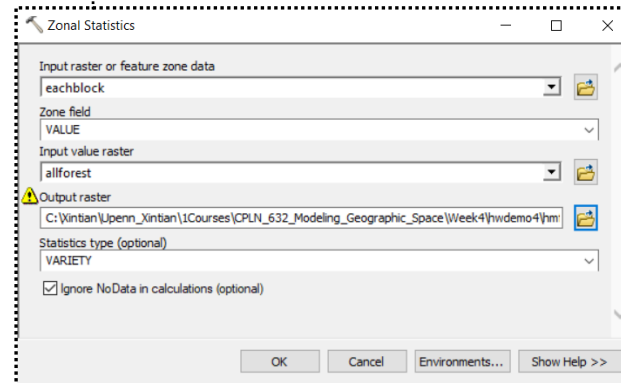 Zonal Statistics
Input raster or feature zone data
eachblock
Zone field
VALUE
Input value raster
allforest
Output raster
C:\Xintian\Upenn_Xintian\1Courses\CPLN_632_Modeling_Geographic_Space\Week4\hwdemo4\hm
Statistics type (optional)
VARIETY
Ignore NoData in calculations (optional)
OK Cancel Environments... Show Help >>